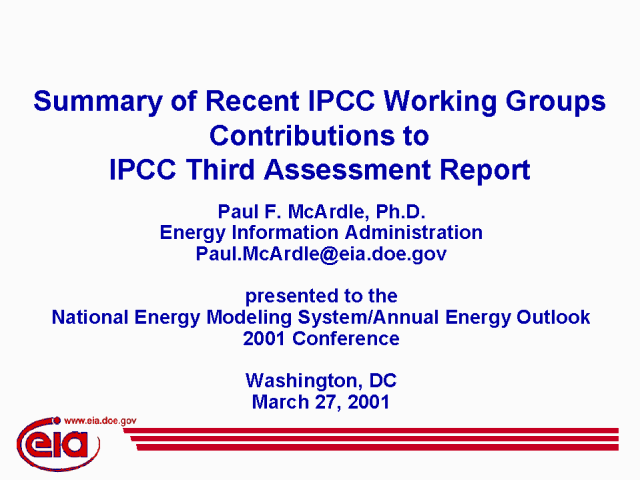 Summary of Recent IPCC Working Groups
Contributions to
IPCC Third Assessment Report
Paul F. McArdle, Ph.D.
Energy Information Administration
Paul.McArdle@eia.doe.gov
presented to the
National Energy Modeling System/Annual Energy Outlook
2001 Conference
Washington, DC
March 27, 2001
www.eia.doe.gov
eia